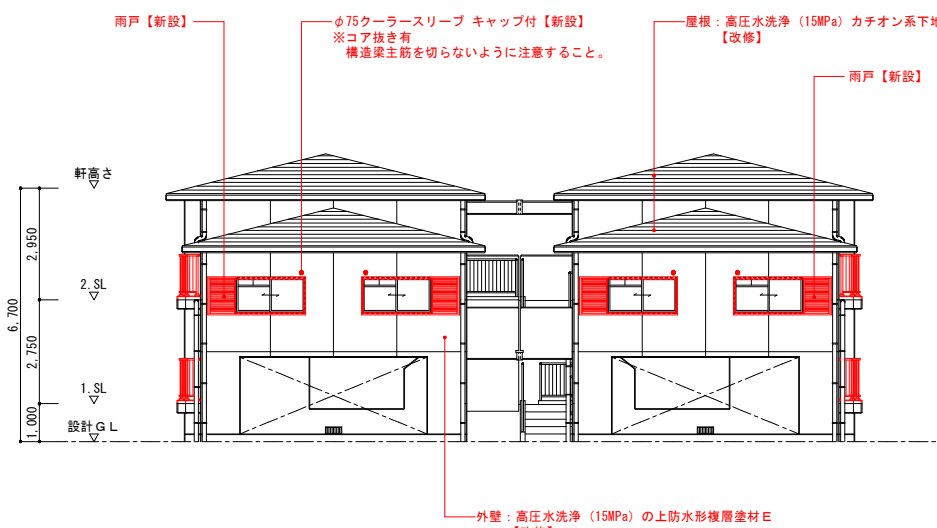 雨戸【新設】
φ75クーラースリーブ キャップ付【新設】
※コア抜き有
構造梁主筋を切らないように注意すること。
屋根：高圧水洗浄（15MPa）カチオン系下地
【改修】
雨戸【新設】
軒高さ
2,950
2.SL
6,700
2,750
1.SL
1,000
設計GL
外壁：高圧水洗浄（15MPa）の上防水形複層塗材E